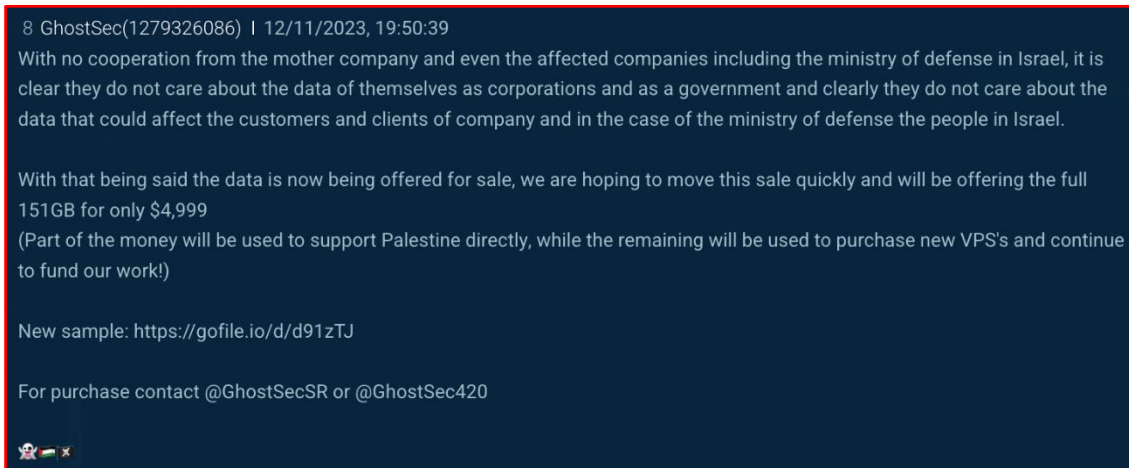 8 GhostSec(1279326086) | 12/11/2023, 19:50:39
With no cooperation from the mother company and even the affected companies including the ministry of defense in Israel, it is
clear they do not care about the data of themselves as corporations and as a government and clearly they do not care about the
data that could affect the customers and clients of company and in the case of the ministry of defense the people in Israel.
With that being said the data is now being offered for sale, we are hoping to move this sale quickly and will be offering the full
151GB for only $4,999
(Part of the money will be used to support Palestine directly, while the remaining will be used to purchase new VPS's and continue
to fund our work!)
New sample: https://gofile.io/d/d91zTJ
For purchase contact @GhostSecSR or @GhostSec420